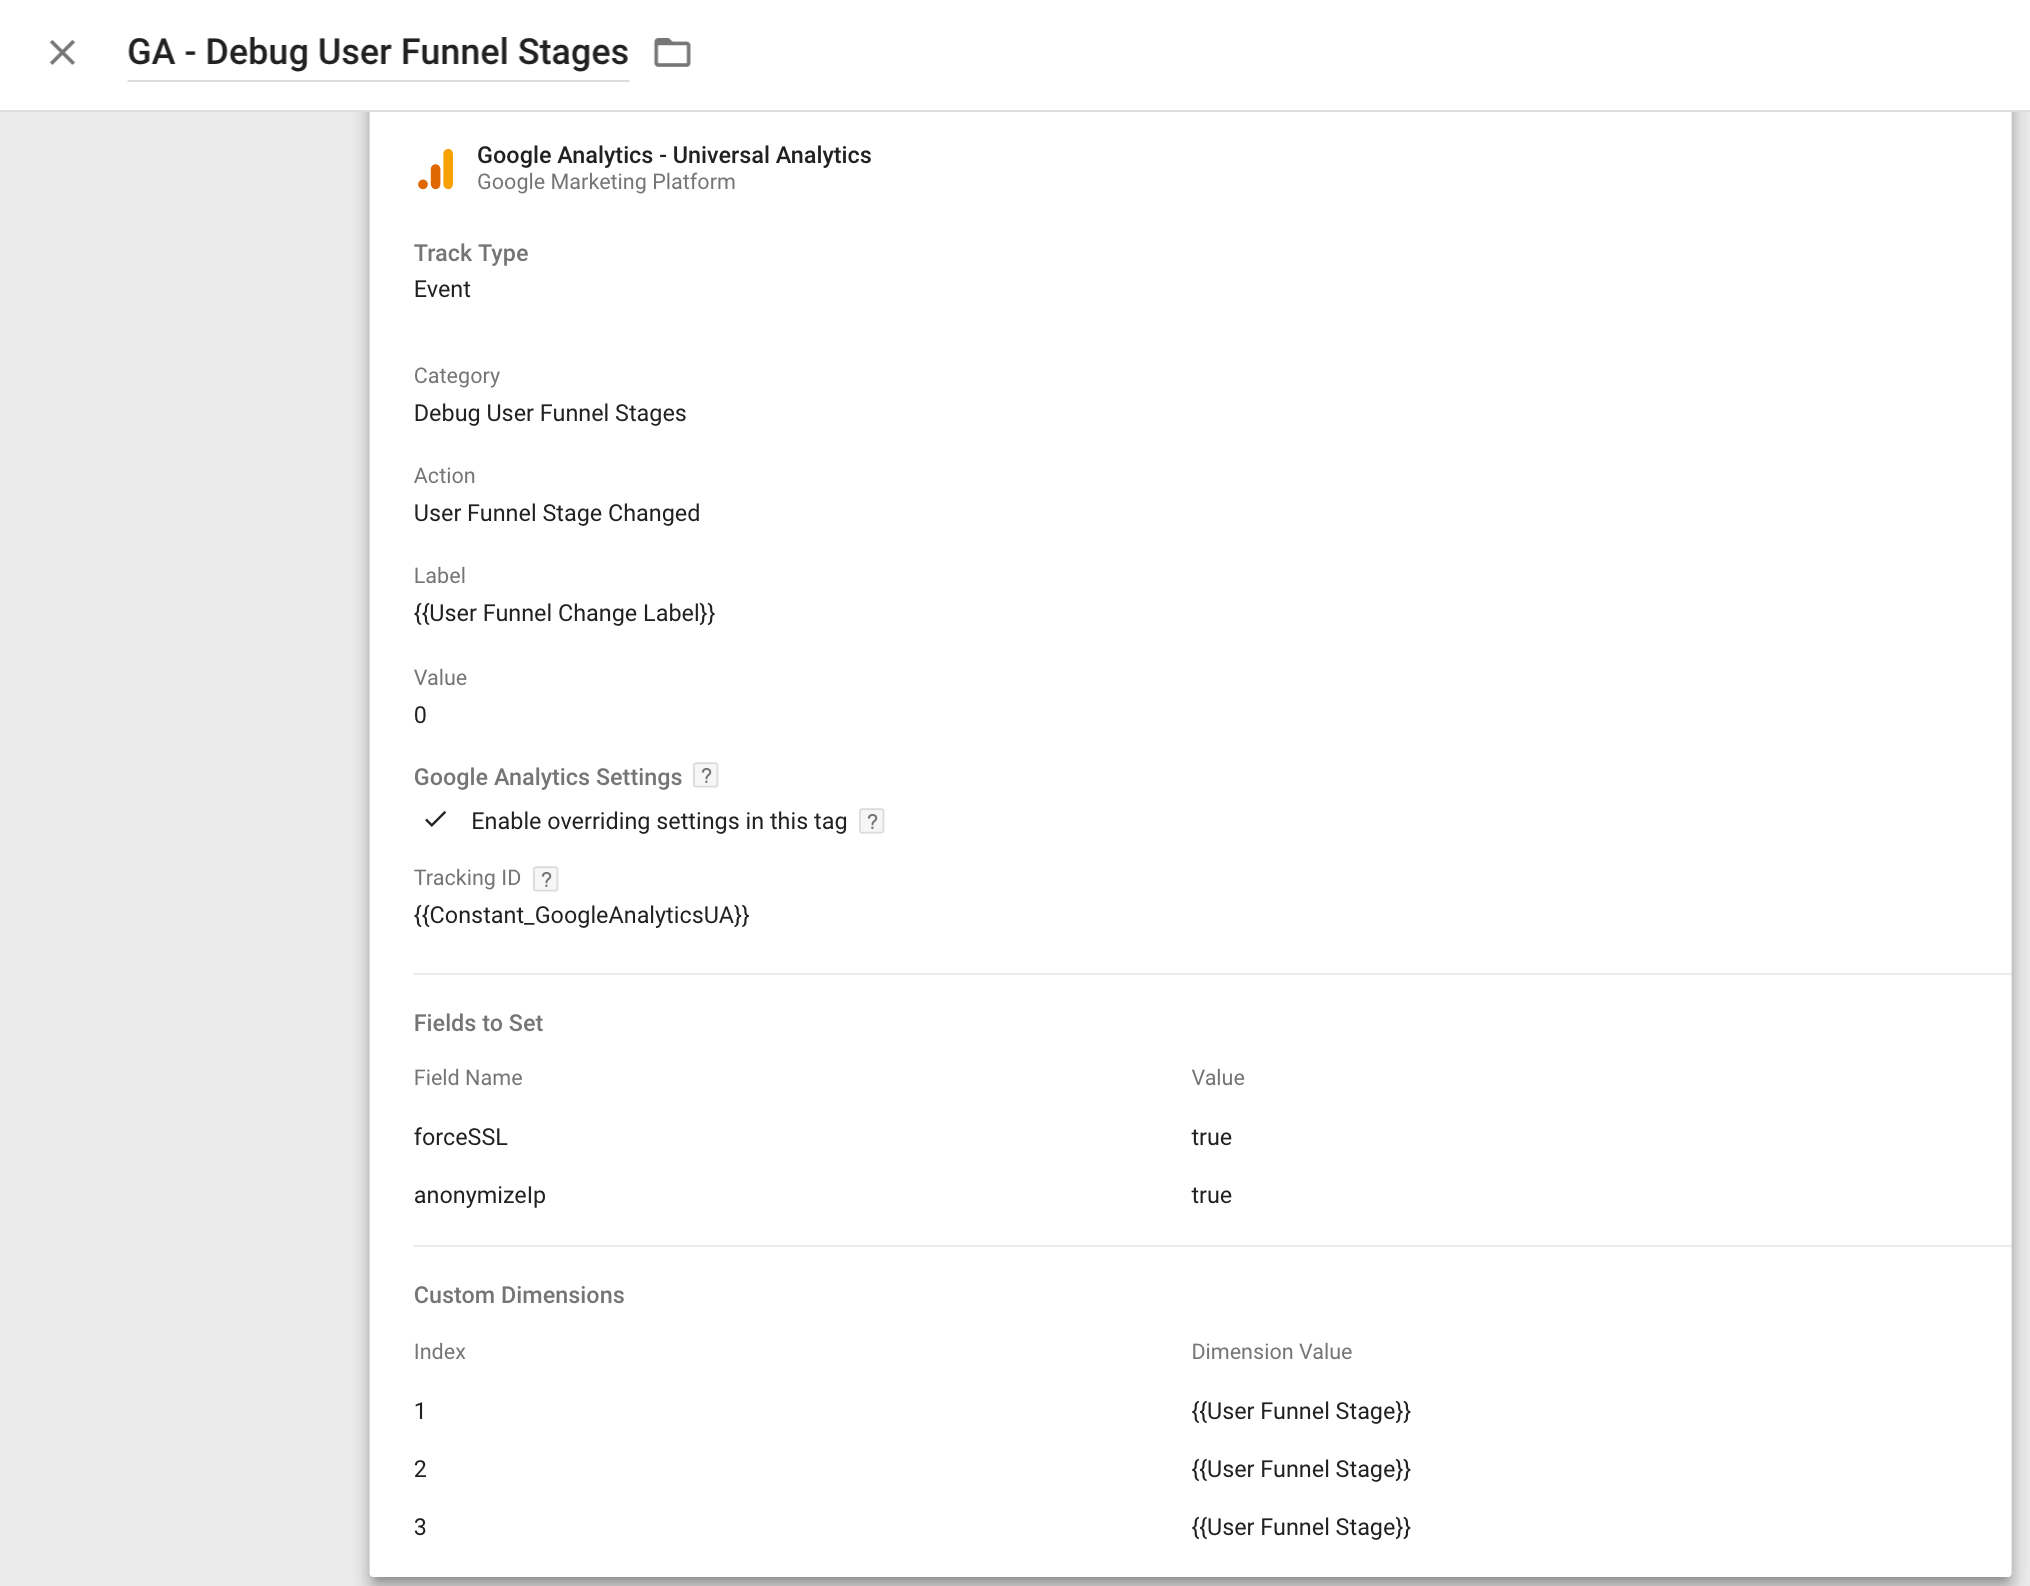 GA - Debug User Funnel Stages
Google Analytics - Universal Analytics
Google Marketing Platform
Track Type
Event
Category
Debug User Funnel Stages
Action
User Funnel Stage Changed
Label
{{User Funnel Change Label}}
Value
0
Google Analytics Settings ?
Enable overriding settings in this tag ?
Tracking ID ?
{{Constant_GoogleAnalyticsUA}}
Fields to Set
Field Name Value
forceSSL true
anonymizeIp true
Custom Dimensions
Index Dimension Value
1 {{User Funnel Stage}}
2 {{User Funnel Stage}}
3 {{User Funnel Stage}}